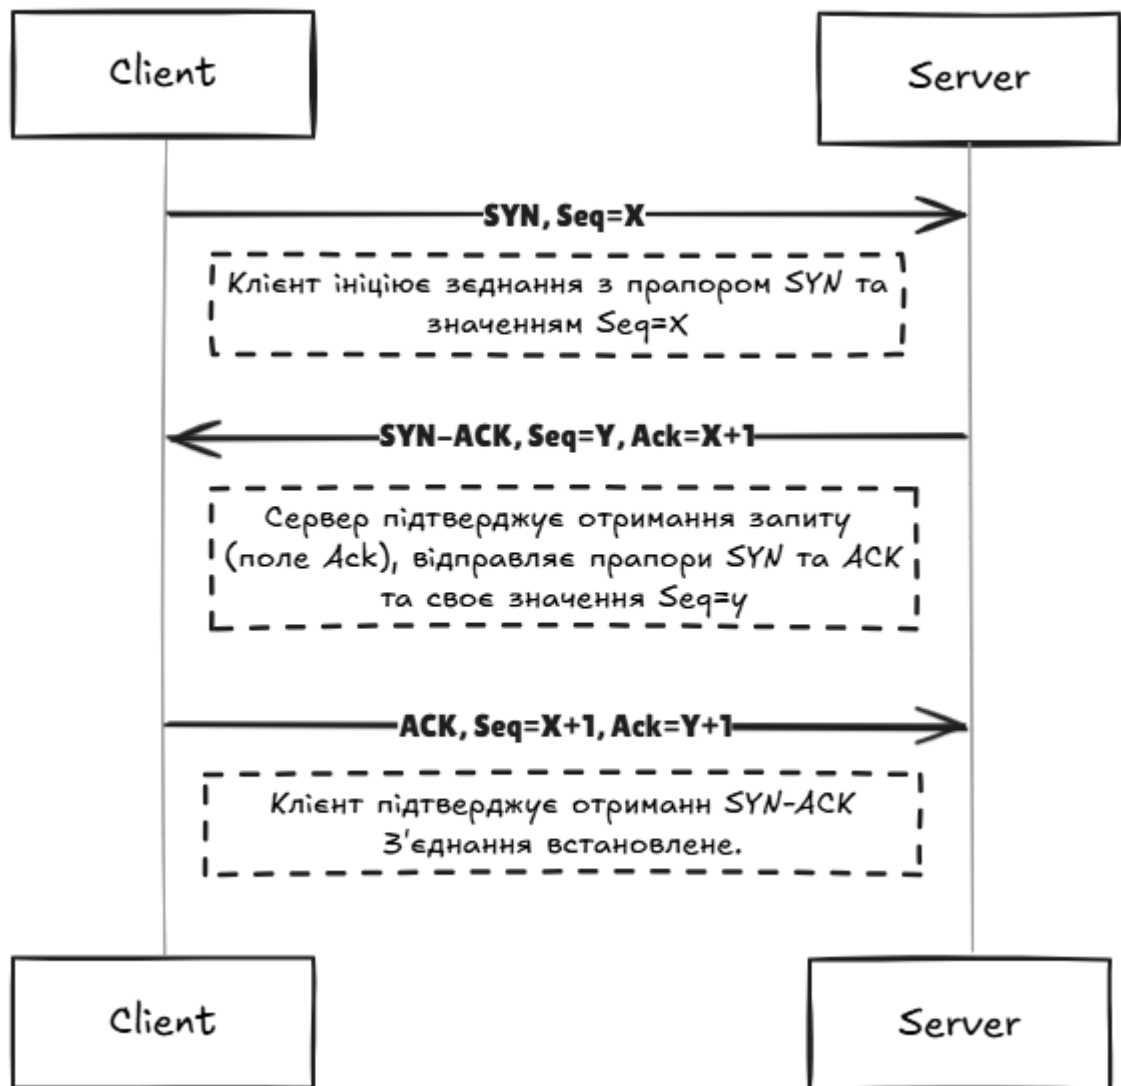 Client
Server
SYN, Seq=X
Клієнт ініціює зєднання з прапором SYN та
значенням Seq=X
SYN-ACK, Seq=Y, Ack=X+1
Сервер підтверджує отримання запиту
(поле Ack), відправляє прапори SYN та ACK
та своє значення Seq=y
ACK, Seq=X+1, Ack=Y+1
Клієнт підтверджує отриманн SYN-ACK
З'єднання встановлене.
Client
Server